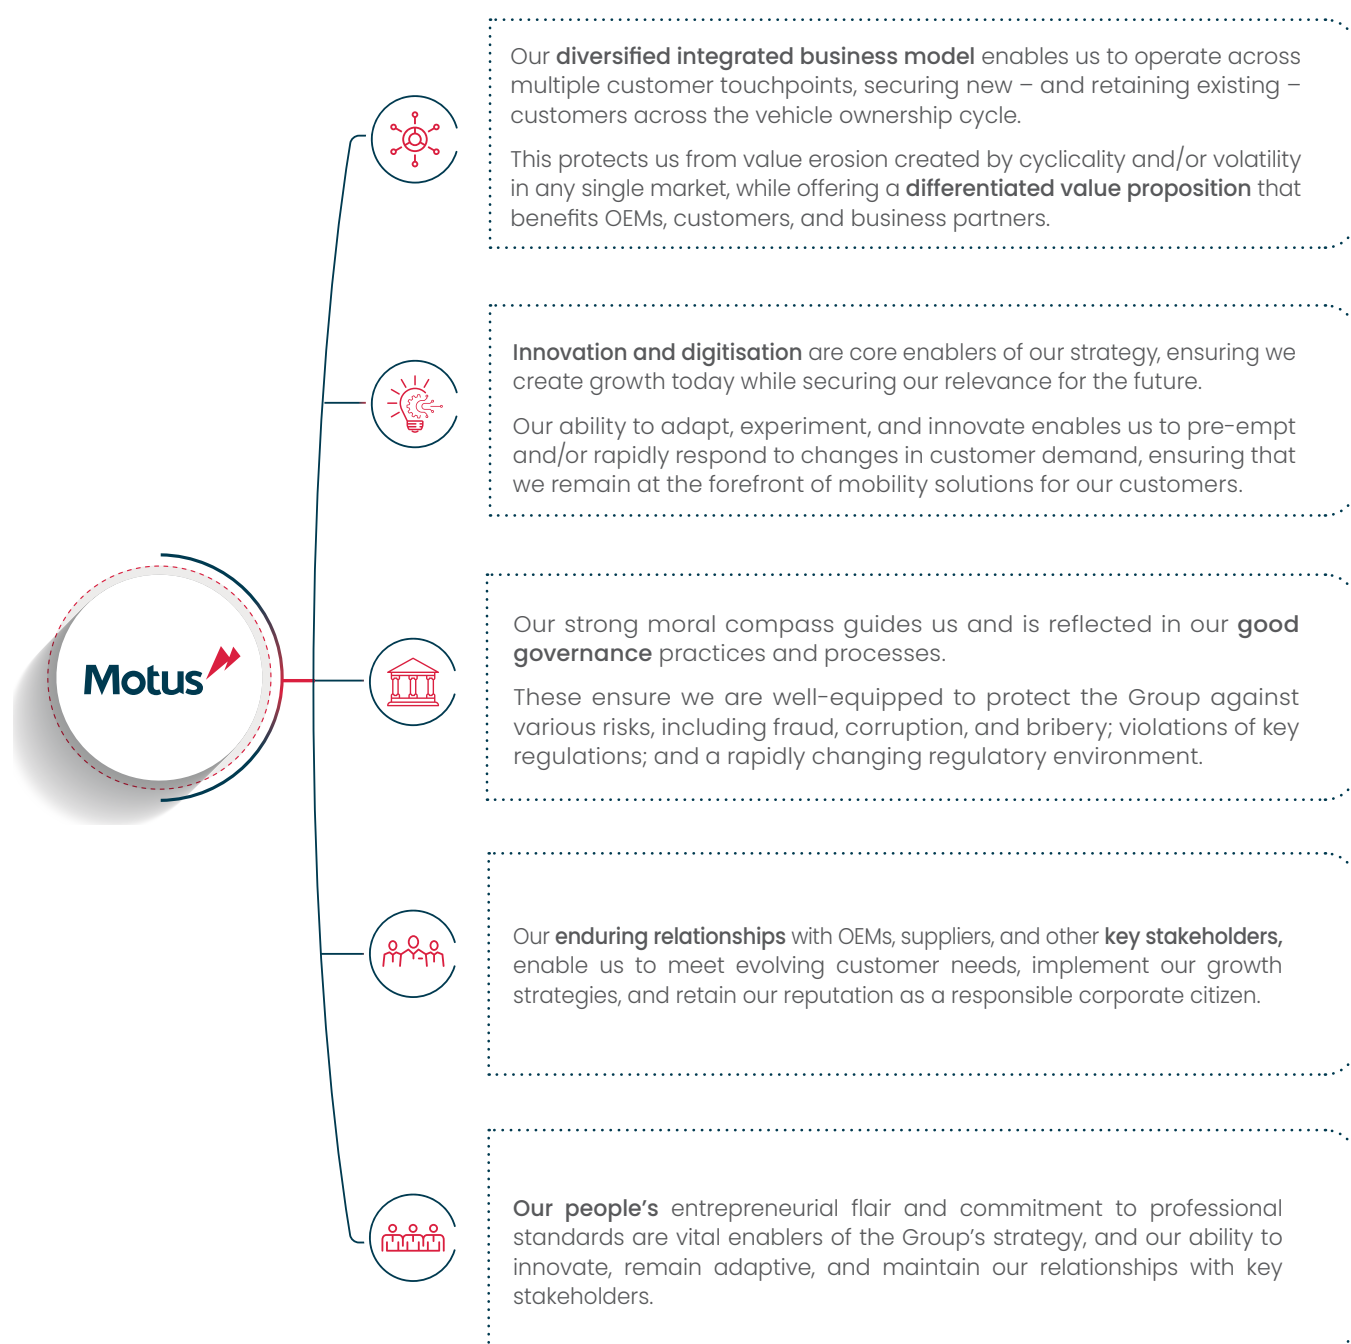 Our diversified integrated business model enables us to operate across
multiple customer touchpoints, securing new – and retaining existing –
customers across the vehicle ownership cycle.
This protects us from value erosion created by cyclicality and/or volatility
in any single market, while offering a differentiated value proposition that
benefits OEMs, customers, and business partners.
Innovation and digitisation are core enablers of our strategy, ensuring we
create growth today while securing our relevance for the future.
Our ability to adapt, experiment, and innovate enables us to pre-empt
and/or rapidly respond to changes in customer demand, ensuring that
we remain at the forefront of mobility solutions for our customers.
Motus
Our strong moral compass guides us and is reflected in our good
governance practices and processes.
These ensure we are well-equipped to protect the Group against
various risks, including fraud, corruption, and bribery; violations of key
regulations; and a rapidly changing regulatory environment.
Our enduring relationships with OEMs, suppliers, and other key stakeholders,
enable us to meet evolving customer needs, implement our growth
strategies, and retain our reputation as a responsible corporate citizen.
Our people’s entrepreneurial flair and commitment to professional
standards are vital enablers of the Group’s strategy, and our ability to
innovate, remain adaptive, and maintain our relationships with key
stakeholders.